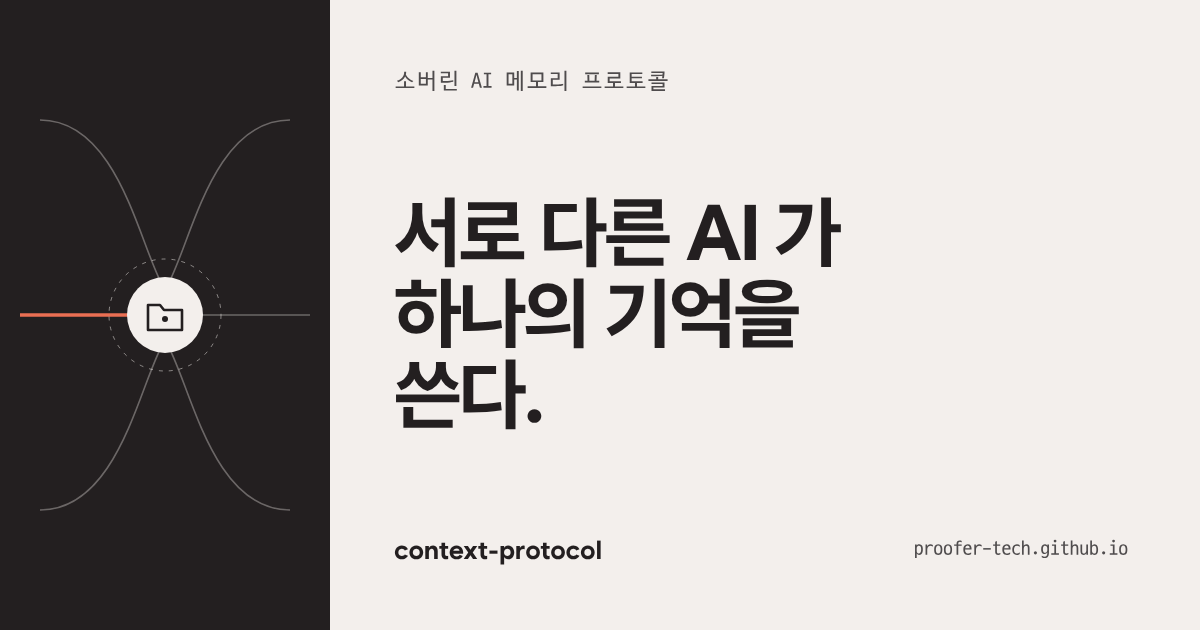 소버린 AI 메모리 프로토콜
서로 다른 AI 가
하나의 기억을
쓴다.
context-protocol
proofer-tech.github.io